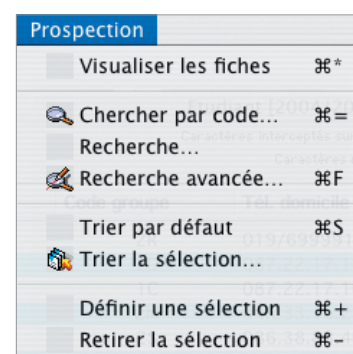 Prospection
Visualiser les fiches ⌘*
Chercher par code... ⌘=
Recherche...
Recherche avancée... ⌘F
Trier par défaut ⌘S
Trier la sélection...
Définir une sélection ⌘+
Retirer la sélection ⌘-